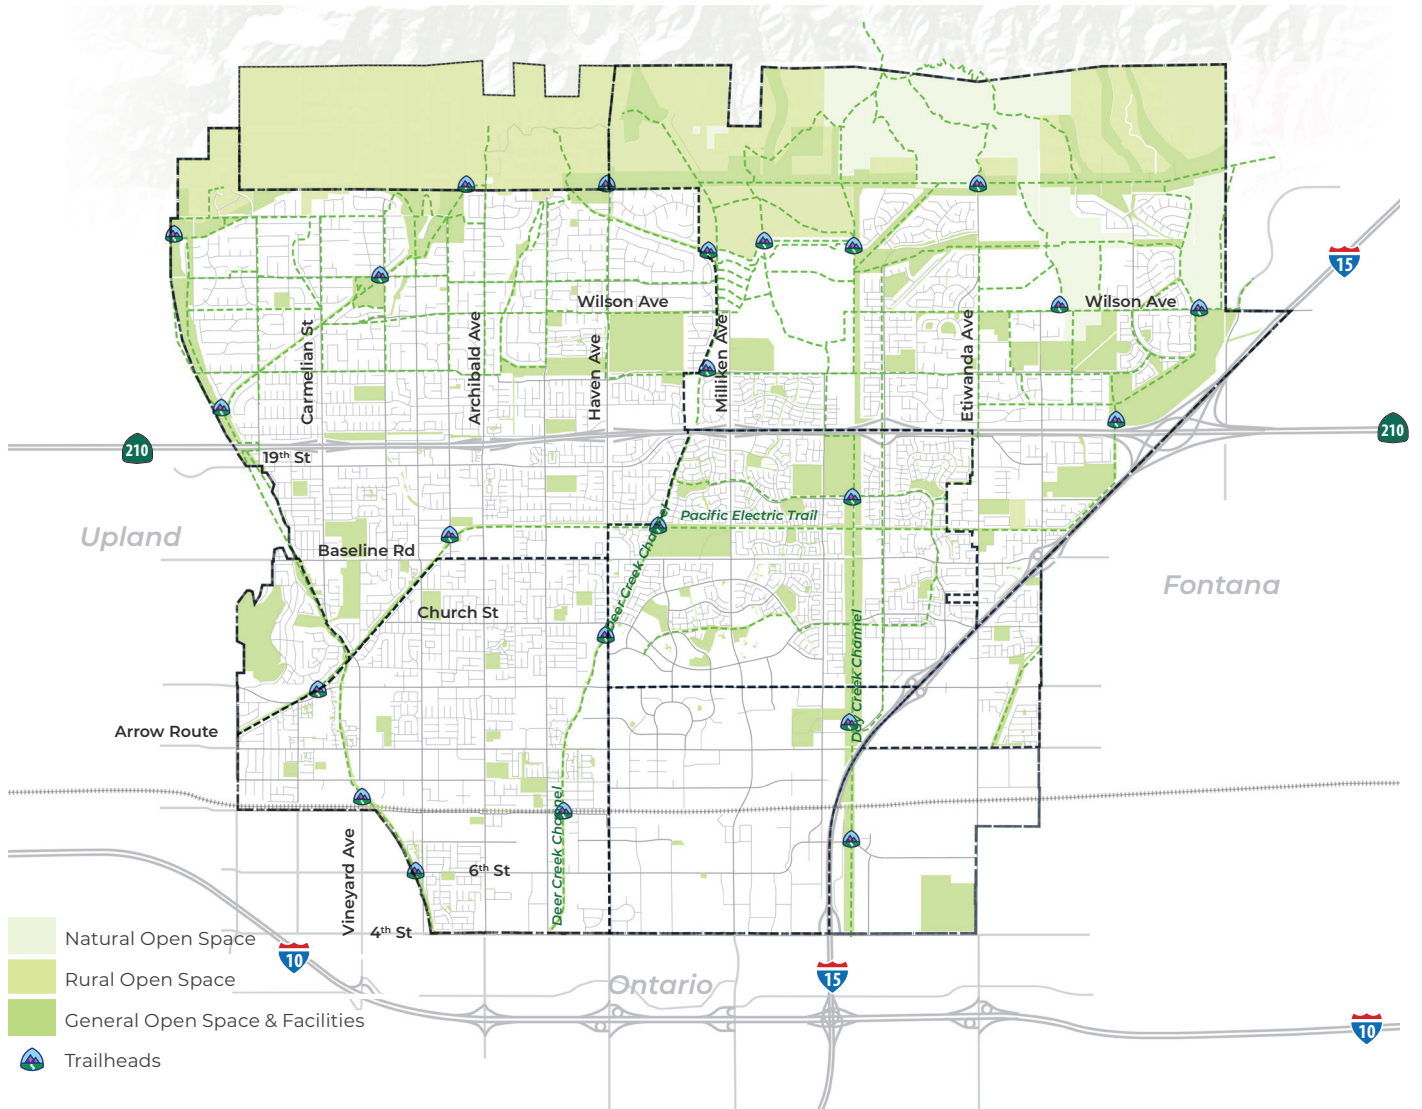 15
Wilson Ave
Wilson Ave
Carmelian St
Archibald Ave
Haven Ave
Milliken Ave
Etiwanda Ave
210
210
19th St
Upland
Pacific Electric Trail
Baseline Rd
Deer Creek Channel
Fontana
Church St
Day Creek Channel
Arrow Route
Deer Creek Channel
Vineyard Ave
6th St
4th St
Natural Open Space
10
15
Rural Open Space
Ontario
General Open Space & Facilities
10
Trailheads